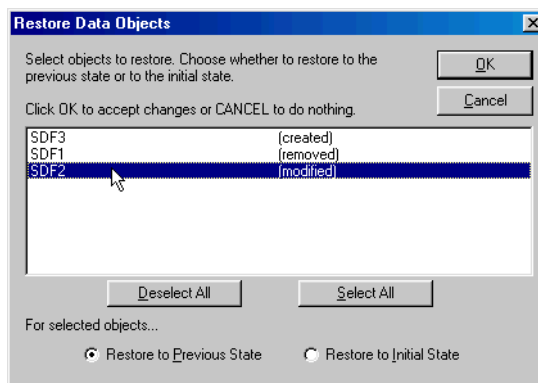 Restore Data Objects
Select objects to restore. Choose whether to restore to the
previous state or to the initial state.
OK
Click OK to accept changes or CANCEL to do nothing.
Cancel
SDF3 (created)
SDF1 (removed)
SDF2 (modified)
Deselect All Select All
For selected objects...
Restore to Previous State Restore to Initial State